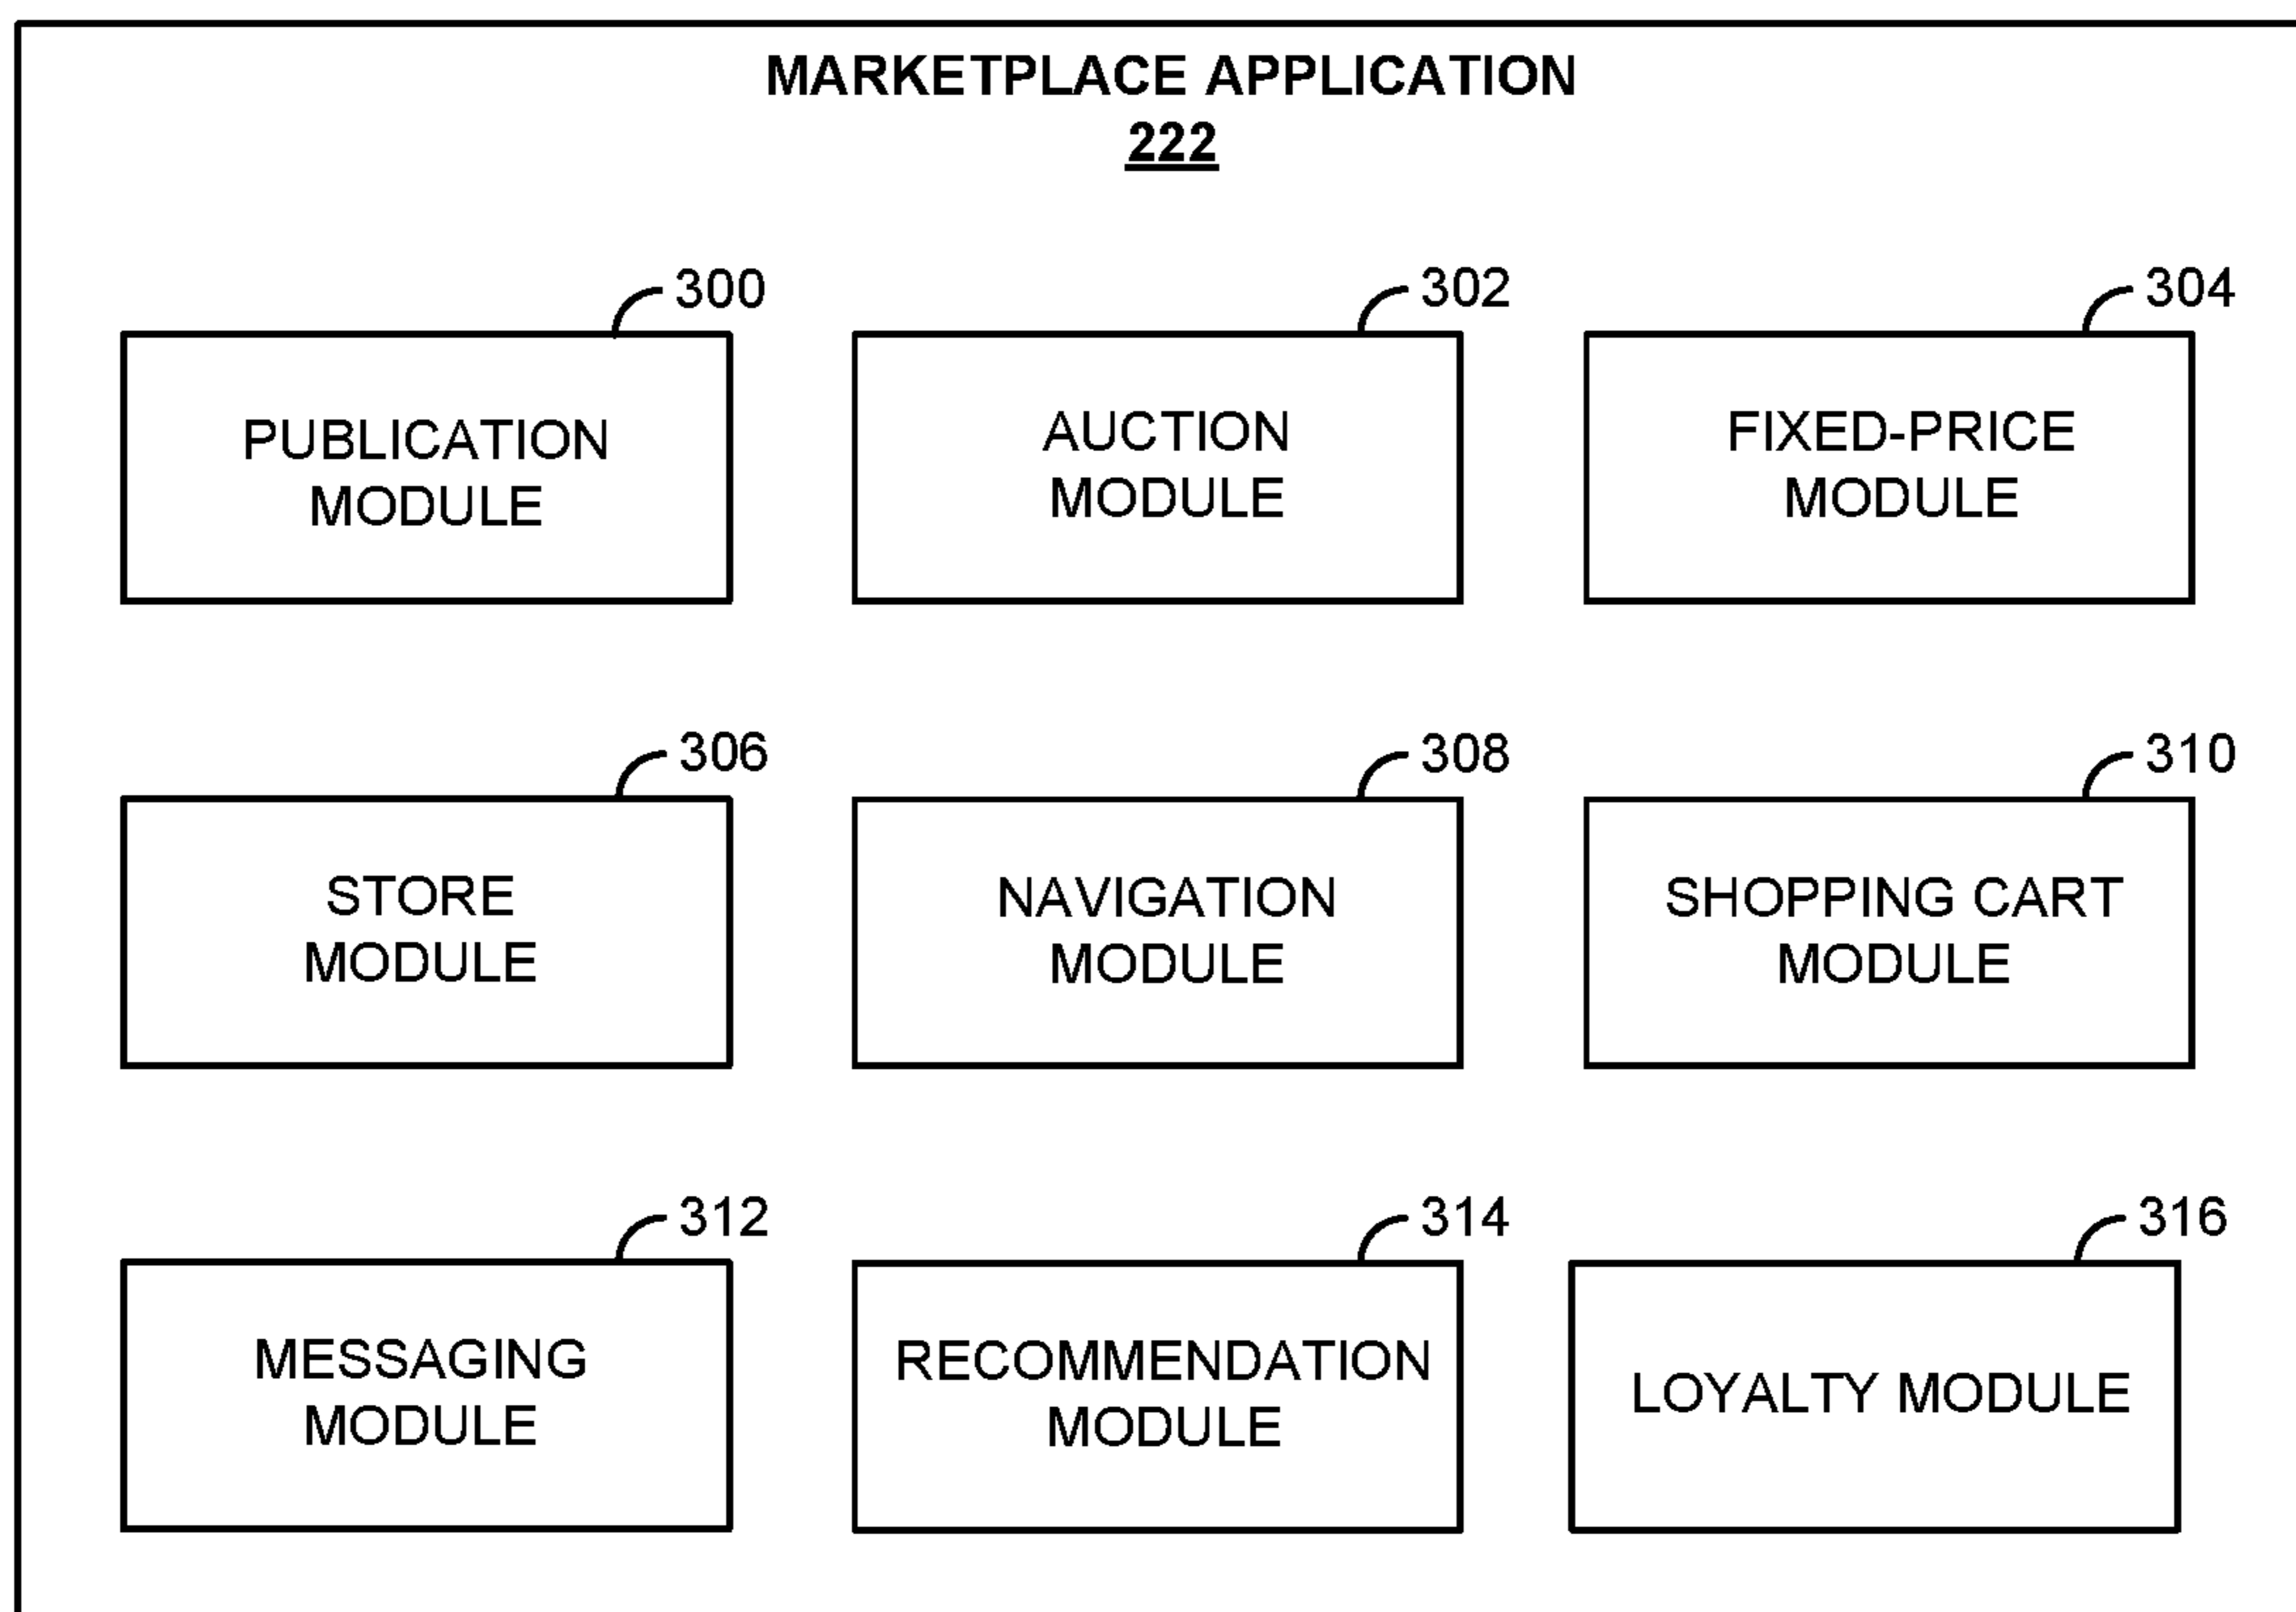 MARKETPLACE APPLICATION
222
300
302
304
PUBLICATION
MODULE
AUCTION
MODULE
FIXED-PRICE
MODULE
306
308
310
STORE
MODULE
NAVIGATION
MODULE
SHOPPING CART
MODULE
312
314
316
MESSAGING
MODULE
RECOMMENDATION
MODULE
LOYALTY MODULE